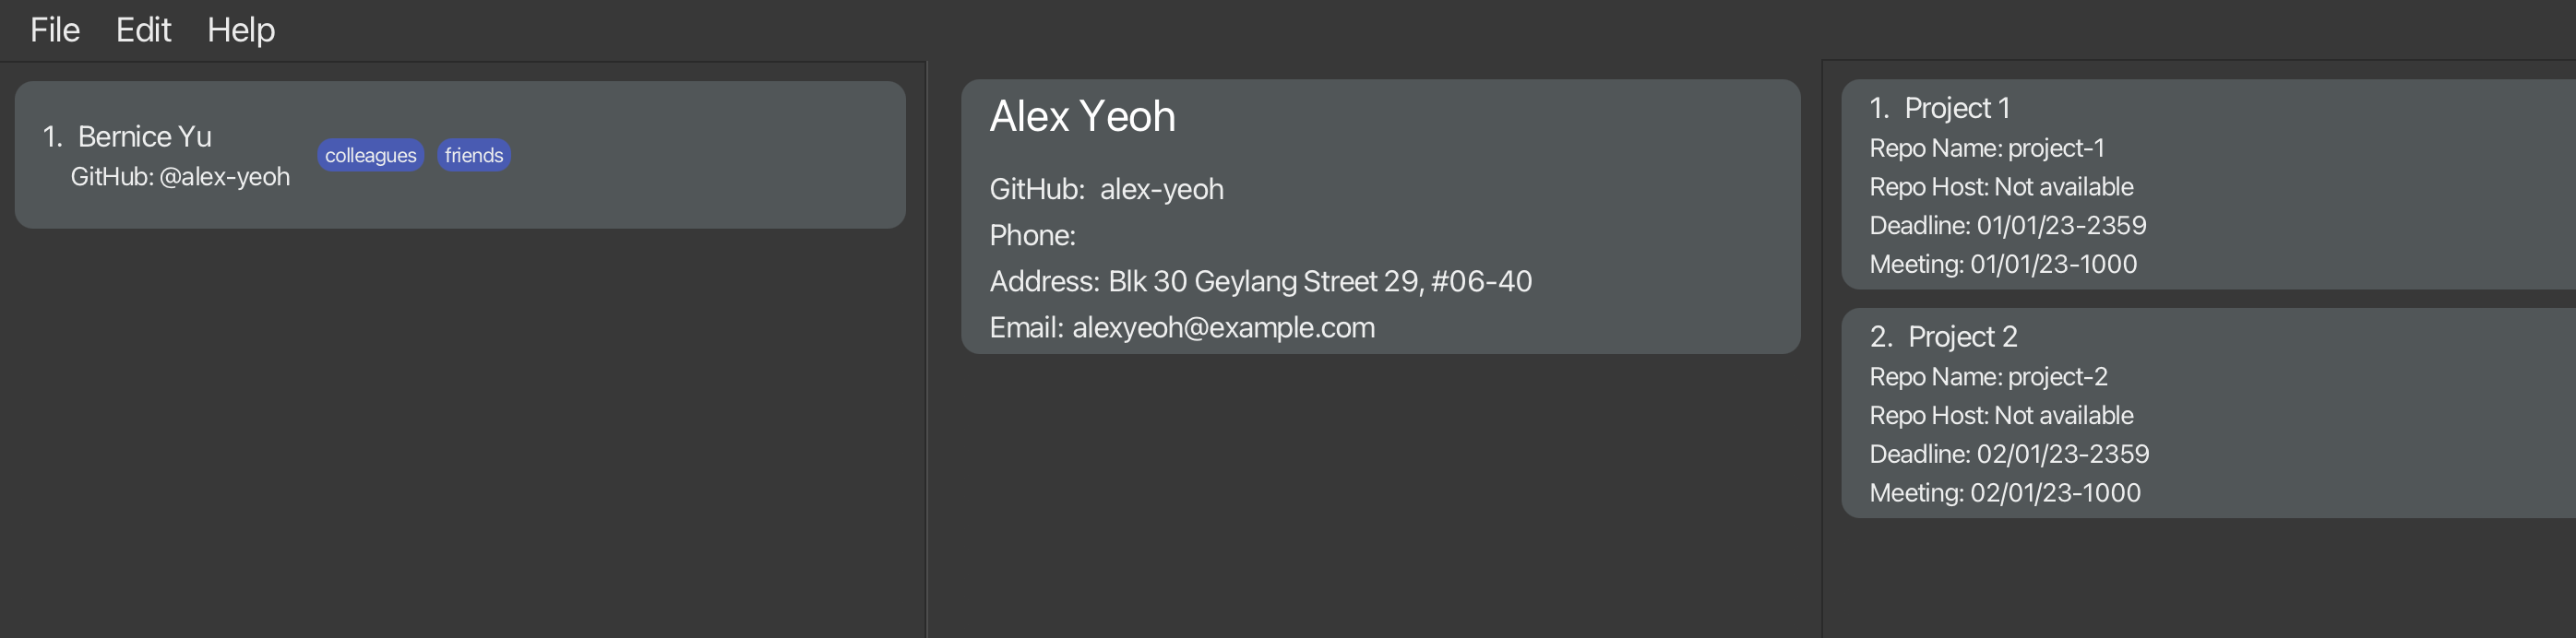 File Edit Help
1. Bernice Yu
GitHub: @alex-yeoh
colleagues friends
Alex Yeoh
GitHub: alex-yeoh
Phone:
Address: Blk 30 Geylang Street 29, #06-40
Email: alexyeoh@example.com
1. Project 1
Repo Name: project-1
Repo Host: Not available
Deadline: 01/01/23-2359
Meeting: 01/01/23-1000
2. Project 2
Repo Name: project-2
Repo Host: Not available
Deadline: 02/01/23-2359
Meeting: 02/01/23-1000